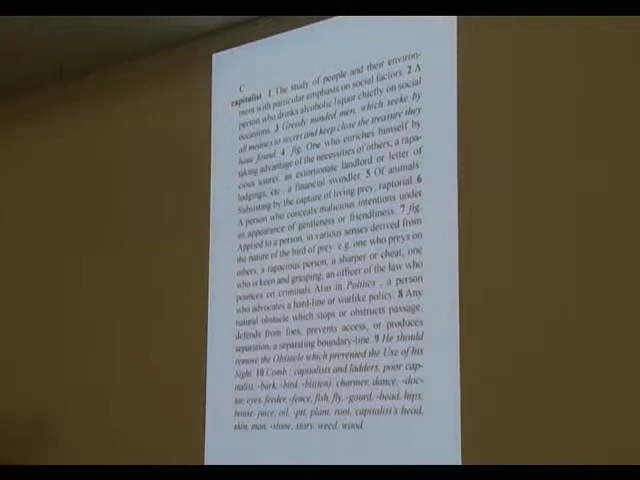 C
capitalist. 1 The study of people and their environ-
ment with particular emphasis on social factors. 2 A
person who drinks alcoholic liquor chiefly on social
occasions. 3 Greedy minded men, which seeke by
all meanes in secret and keep close the treasure they
have found. 4 fig. One who enriches himself by
taking advantage of the necessities of others; a rapa-
cious usurer, an extortionate landlord or letter of
lodgings, etc., a financial swindler. 5 Of animals:
Subsisting by the capture of living prey; raptorial. 6
A person who conceals malicious intentions under
an appearance of gentleness or friendliness. 7 fig.
Applied to a person, in various senses derived from
the nature of the bird of prey: e.g. one who preys on
others, a rapacious person, a sharper or cheat; one
who is keen and grasping; an officer of the law who
pounces on criminals. Also in Politics, a person
who advocates a hard-line or warlike policy. 8 Any
natural obstacle which stops or obstructs passage,
defends from foes, prevents access, or produces
separation; a separating boundary-line. 9 He should
remove the Obstacle which prevented the Use of his
Sight. 10 Comb.: capitalists and ladders, poor cap-
italist, -bark, -bird, -bitten), charmer, dance, -doc-
tor, eyes, feeder, -fence, fish, fly, -gourd, -head, hips,
house, juice, oil, -pit, plant, root, capitalist's head,
skin, man, -stone, story, weed, wood.